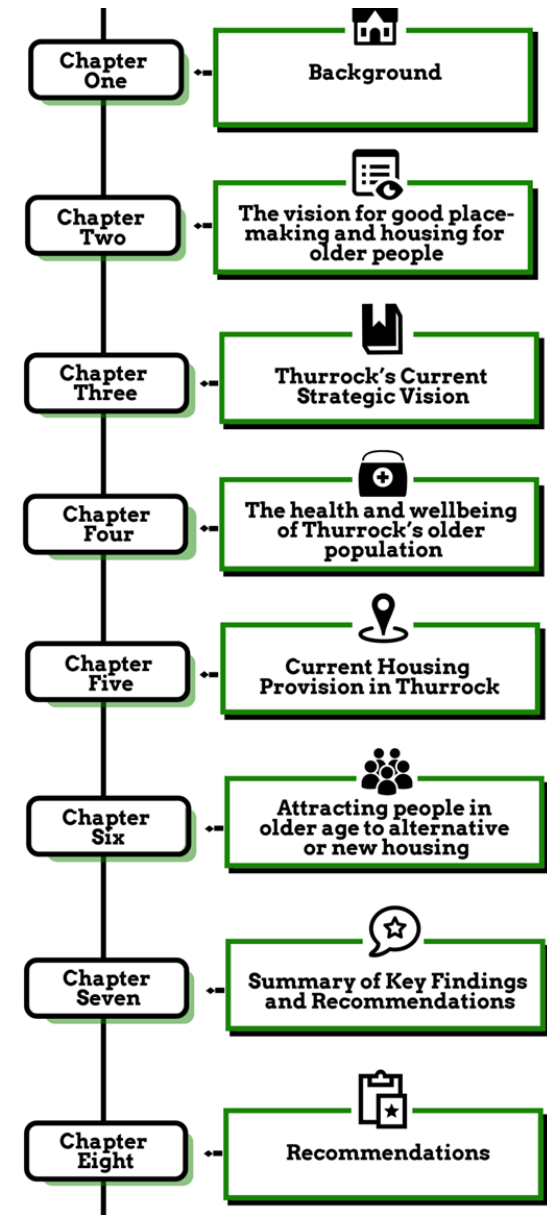 Chapter
One
Background
Chapter
Two
The vision for good place-
making and housing for
older people
Chapter
Three
Thurrock's Current
Strategic Vision
Chapter
Four
The health and wellbeing
of Thurrock's older
population
Chapter
Five
Current Housing
Provision in Thurrock
Chapter
Six
Attracting people in
older age to alternative
or new housing
Chapter
Seven
Summary of Key Findings
and Recommendations
Chapter
Eight
Recommendations